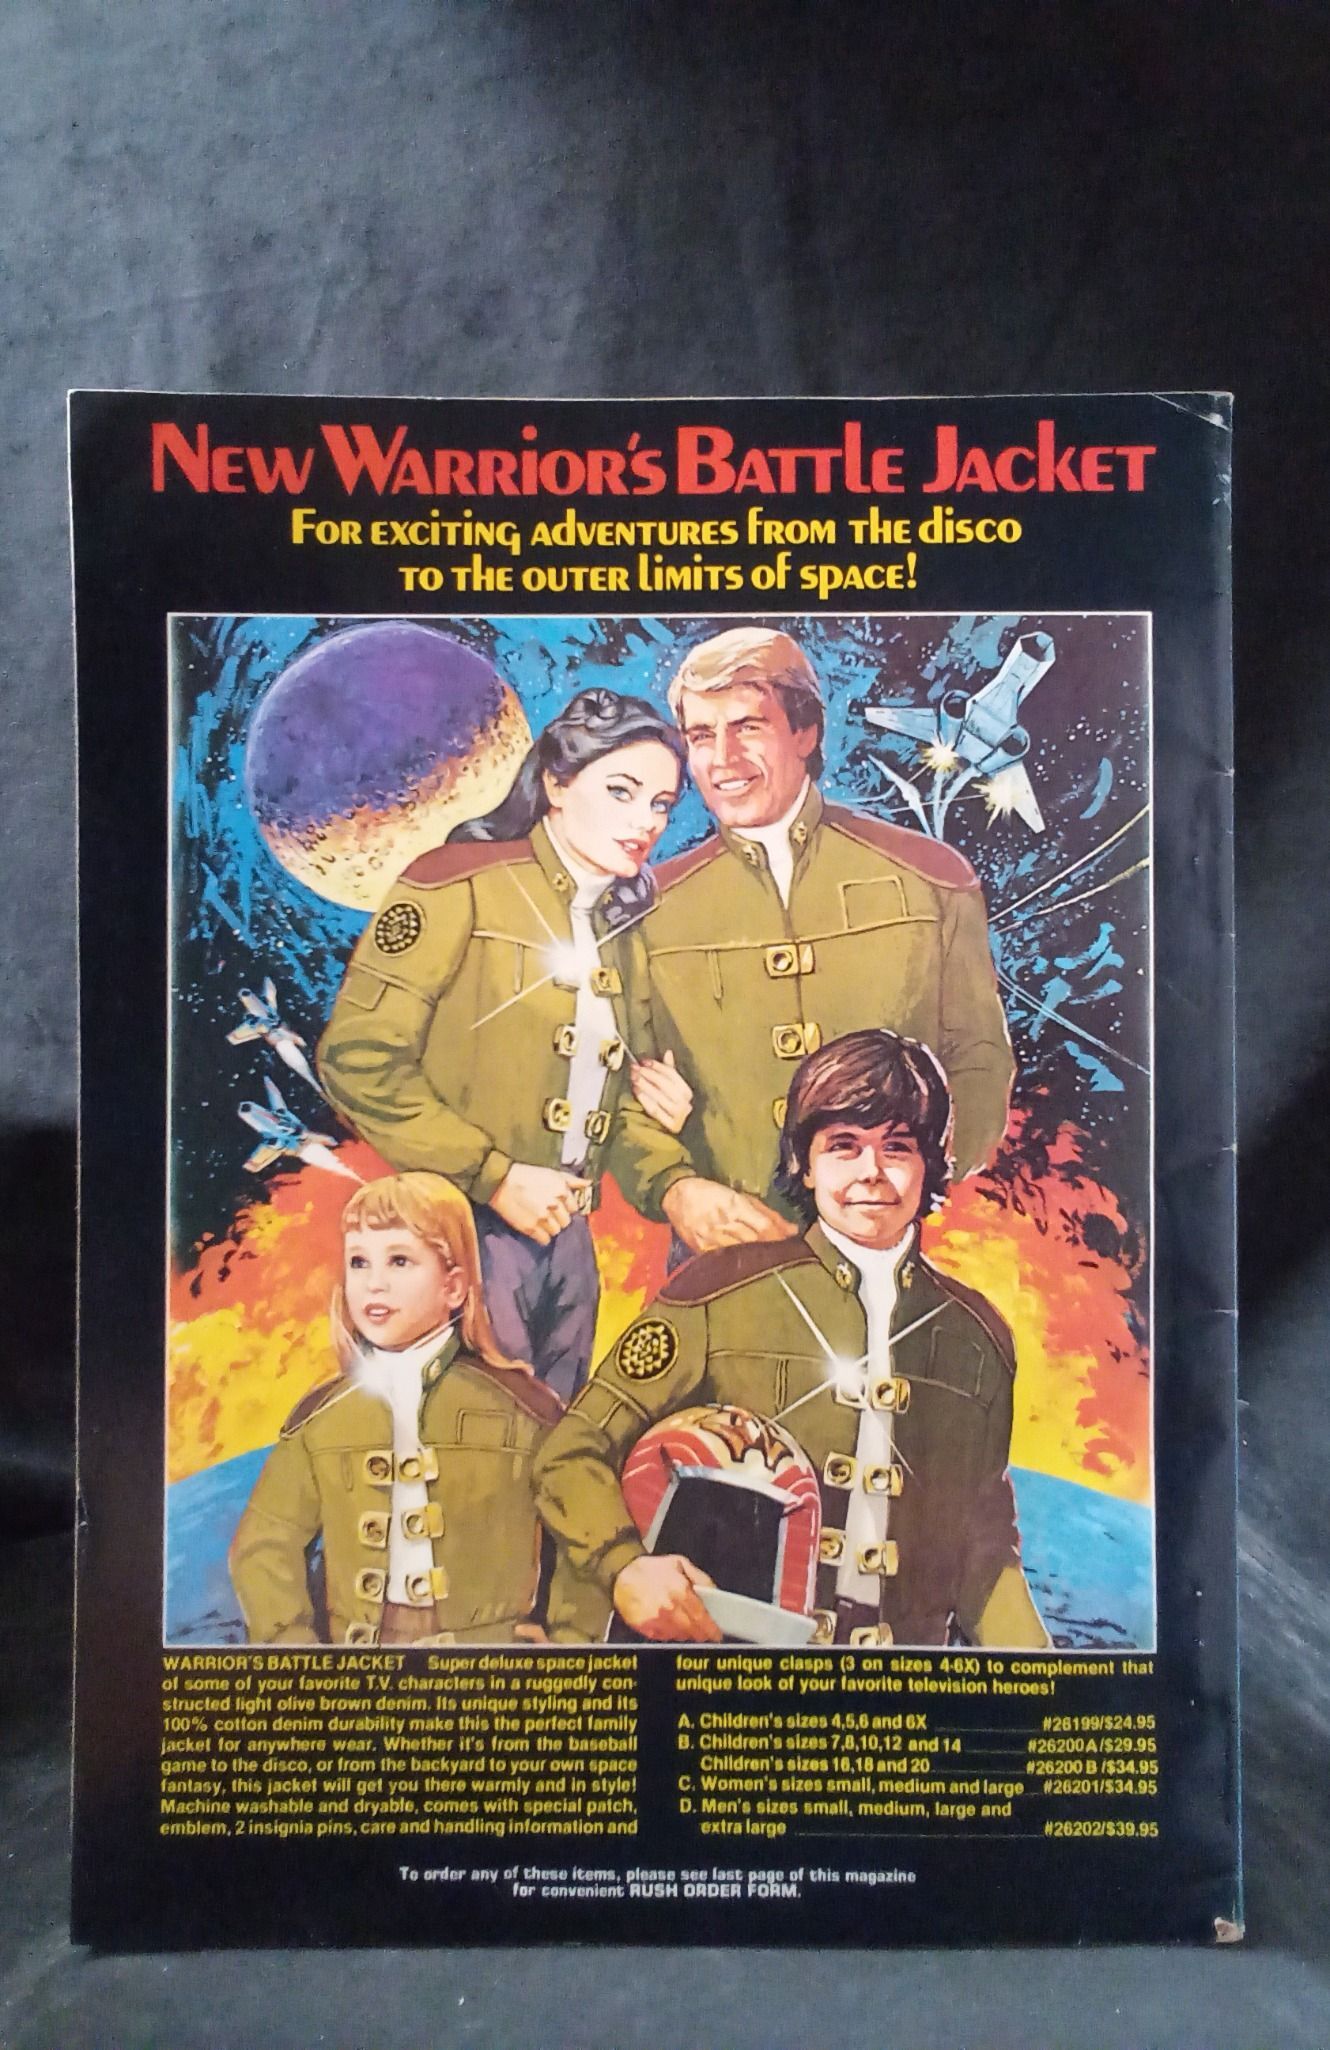 New Warrior's Battle Jacket
For exciting adventures from the disco
to the outer limits of space!
WARRIOR'S BATTLE JACKET Super deluxe space jacket
of some of your favorite T.V. characters in a ruggedly con-
structed light olive brown denim. Its unique styling and its
100% cotton denim durability make this the perfect family
jacket for anywhere wear. Whether it's from the baseball
game to the disco, or from the backyard to your own space
fantasy, this jacket will get you there warmly and in style!
Machine washable and dryable, comes with special patch,
emblem, 2 insignia pins, care and handling information and
four unique clasps (3 on sizes 4-6X) to complement that
unique look of your favorite television heroes!
A. Children's sizes 4,5,6 and 6X #26199/$24.95
B. Children's sizes 7,8,10,12 and 14 #26200A/$29.95
Children's sizes 16,18 and 20 #26200 B /$34.95
C. Women's sizes small, medium and large #26201/$34.95
D. Men's sizes small, medium, large and
extra large #26202/$39.95
To order any of these items, please see last page of this magazine
for convenient RUSH ORDER FORM.